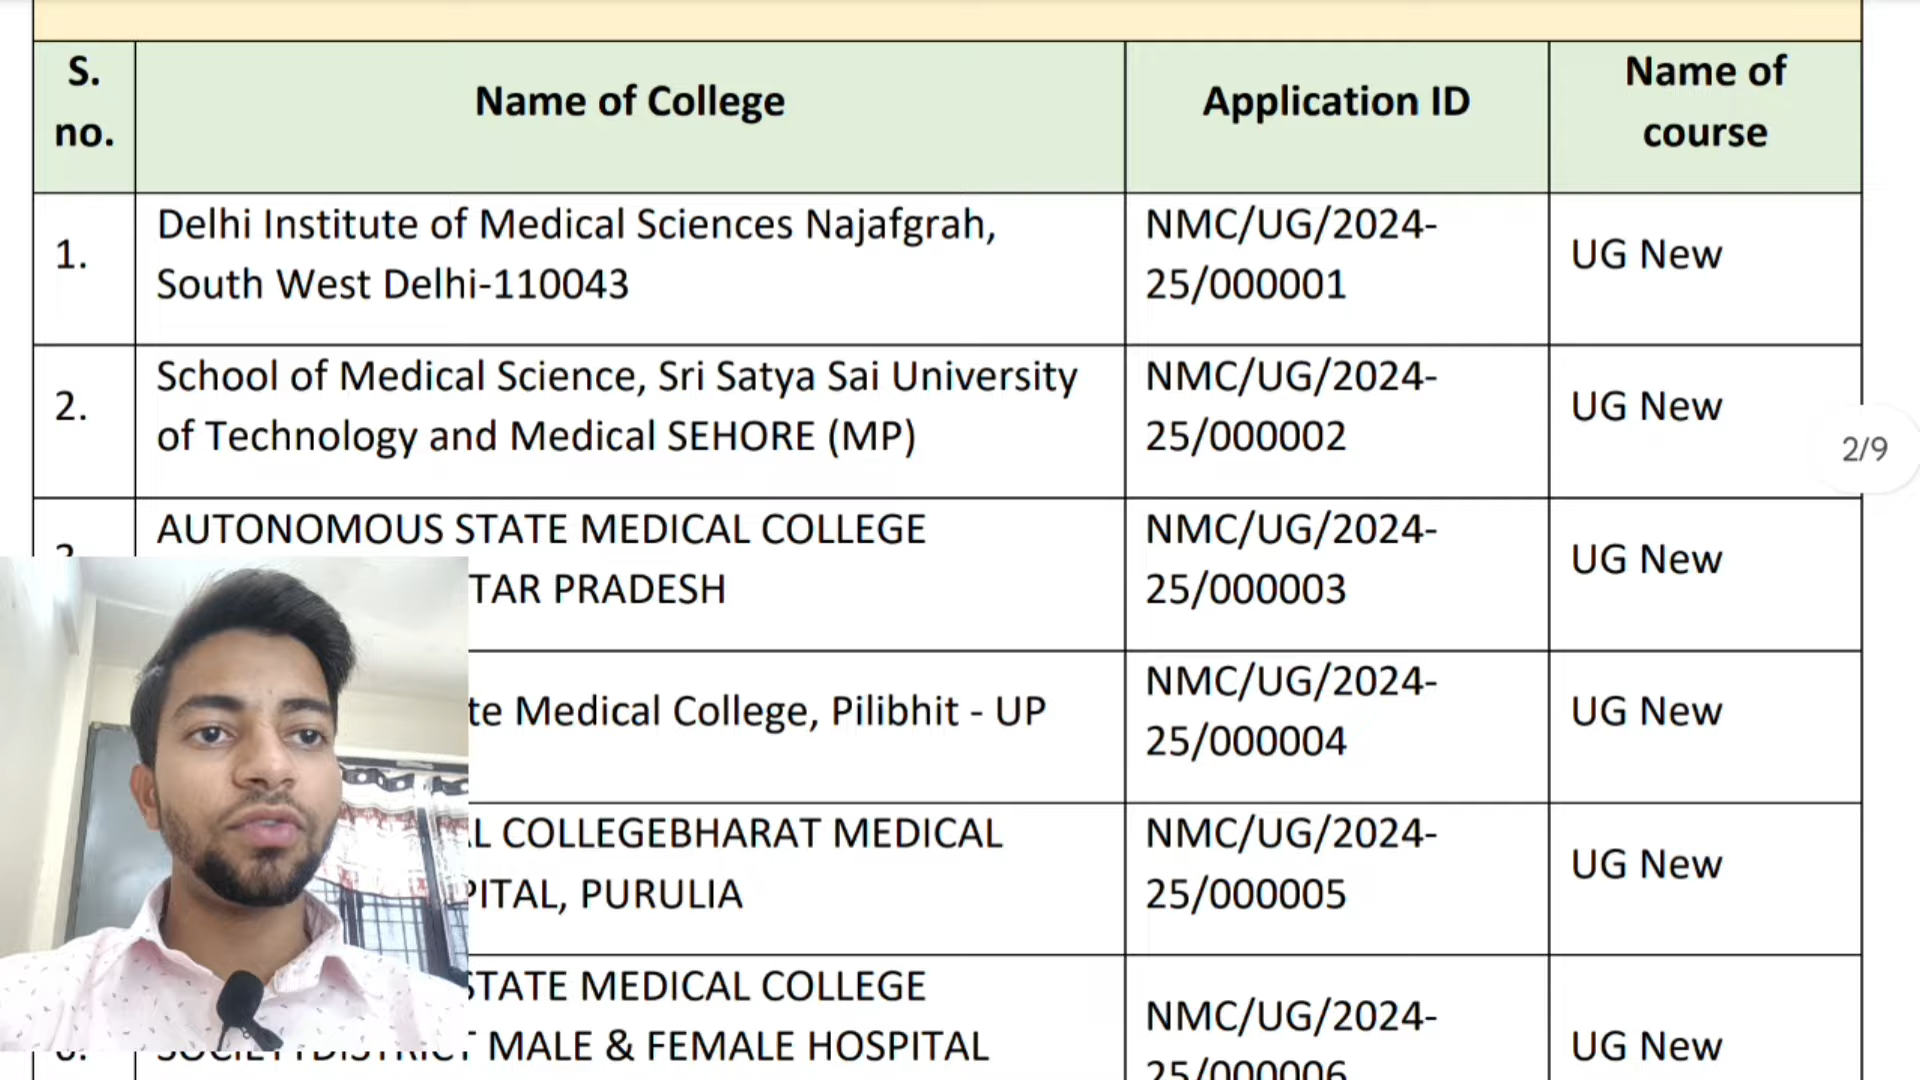 S.
no.
Name of College
Application ID
Name of
course
1.
Delhi Institute of Medical Sciences Najafgrah,
South West Delhi-110043
NMC/UG/2024-
25/000001
UG New
2.
School of Medical Science, Sri Satya Sai University
of Technology and Medical SEHORE (MP)
NMC/UG/2024-
25/000002
UG New
AUTONOMOUS STATE MEDICAL COLLEGE
PRADESH
NMC/UG/2024-
25/000003
UG New
Medical College, Pilibhit - UP
NMC/UG/2024-
25/000004
UG New
COLLEGEBHARAT MEDICAL
PURULIA
NMC/UG/2024-
25/000005
UG New
STATE MEDICAL COLLEGE
MALE & FEMALE HOSPITAL
NMC/UG/2024-
25/000006
UG New
2/9